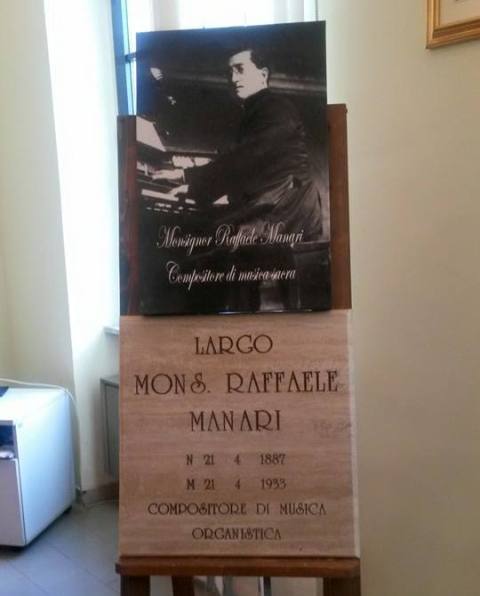 Monsignor Raffaele Manari
Compositore di musica sacra
LARGO
MONS. RAFFAELE
MANARI
N 21 4 1887
M 21 4 1933
COMPOSITORE DI MUSICA
ORGANISTICA